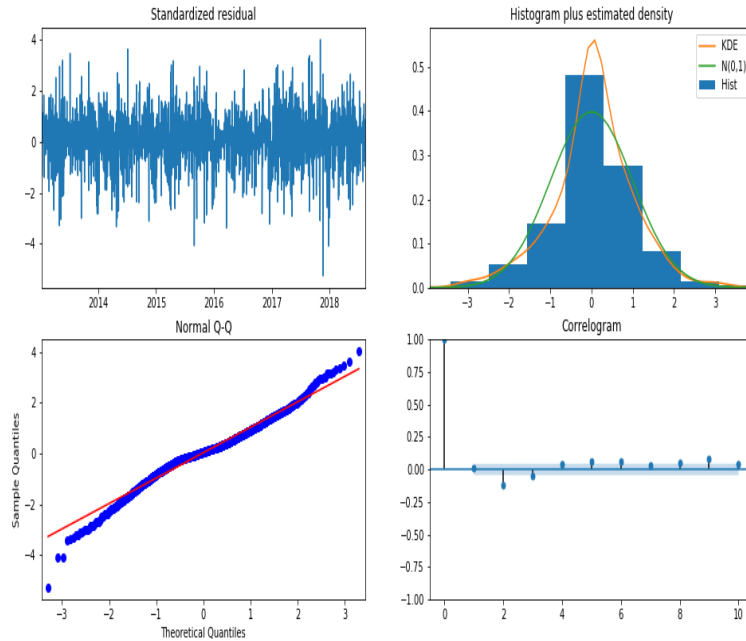 Standardized residual
4
2
0
−2
−4
2014 2015 2016 2017 2018
Histogram plus estimated density
KDE
N(0,1)
Hist
0.5
0.4
0.3
0.2
0.1
0.0
−3 −2 −1 0 1 2 3
Normal Q-Q
Sample Quantiles
4
2
0
−2
−4
−3 −2 −1 0 1 2 3
Theoretical Quantiles
Correlogram
1.00
0.75
0.50
0.25
0.00
−0.25
−0.50
−0.75
−1.00
0 2 4 6 8 10